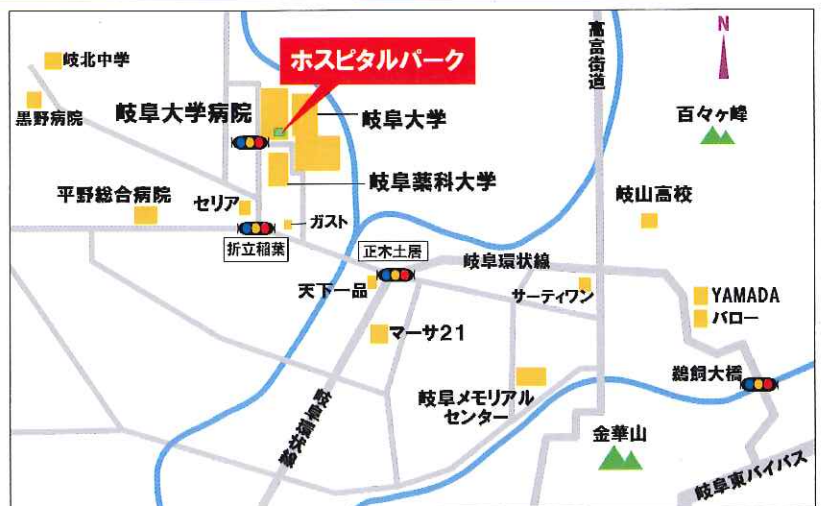 岐北中学
黒野病院
ホスピタルパーク
高富街道
N
岐阜大学病院
岐阜大学
百々ヶ峰
岐阜薬科大学
平野総合病院
セリア
ガスト
岐山高校
折立稲葉
正木土居
岐阜環状線
天下一品
サーティワン
YAMADA
バロー
マーサ21
鵜飼大橋
岐阜メモリアル
センター
岐阜環状線
金華山
岐阜東バイパス